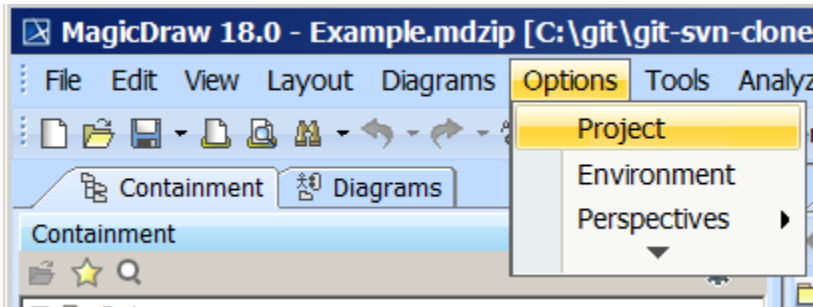 MagicDraw 18.0 - Example.mdzip [C:\git\git-svn-clone
File Edit View Layout Diagrams Options Tools Analyz
Project
Environment
Perspectives
Containment Diagrams
Containment